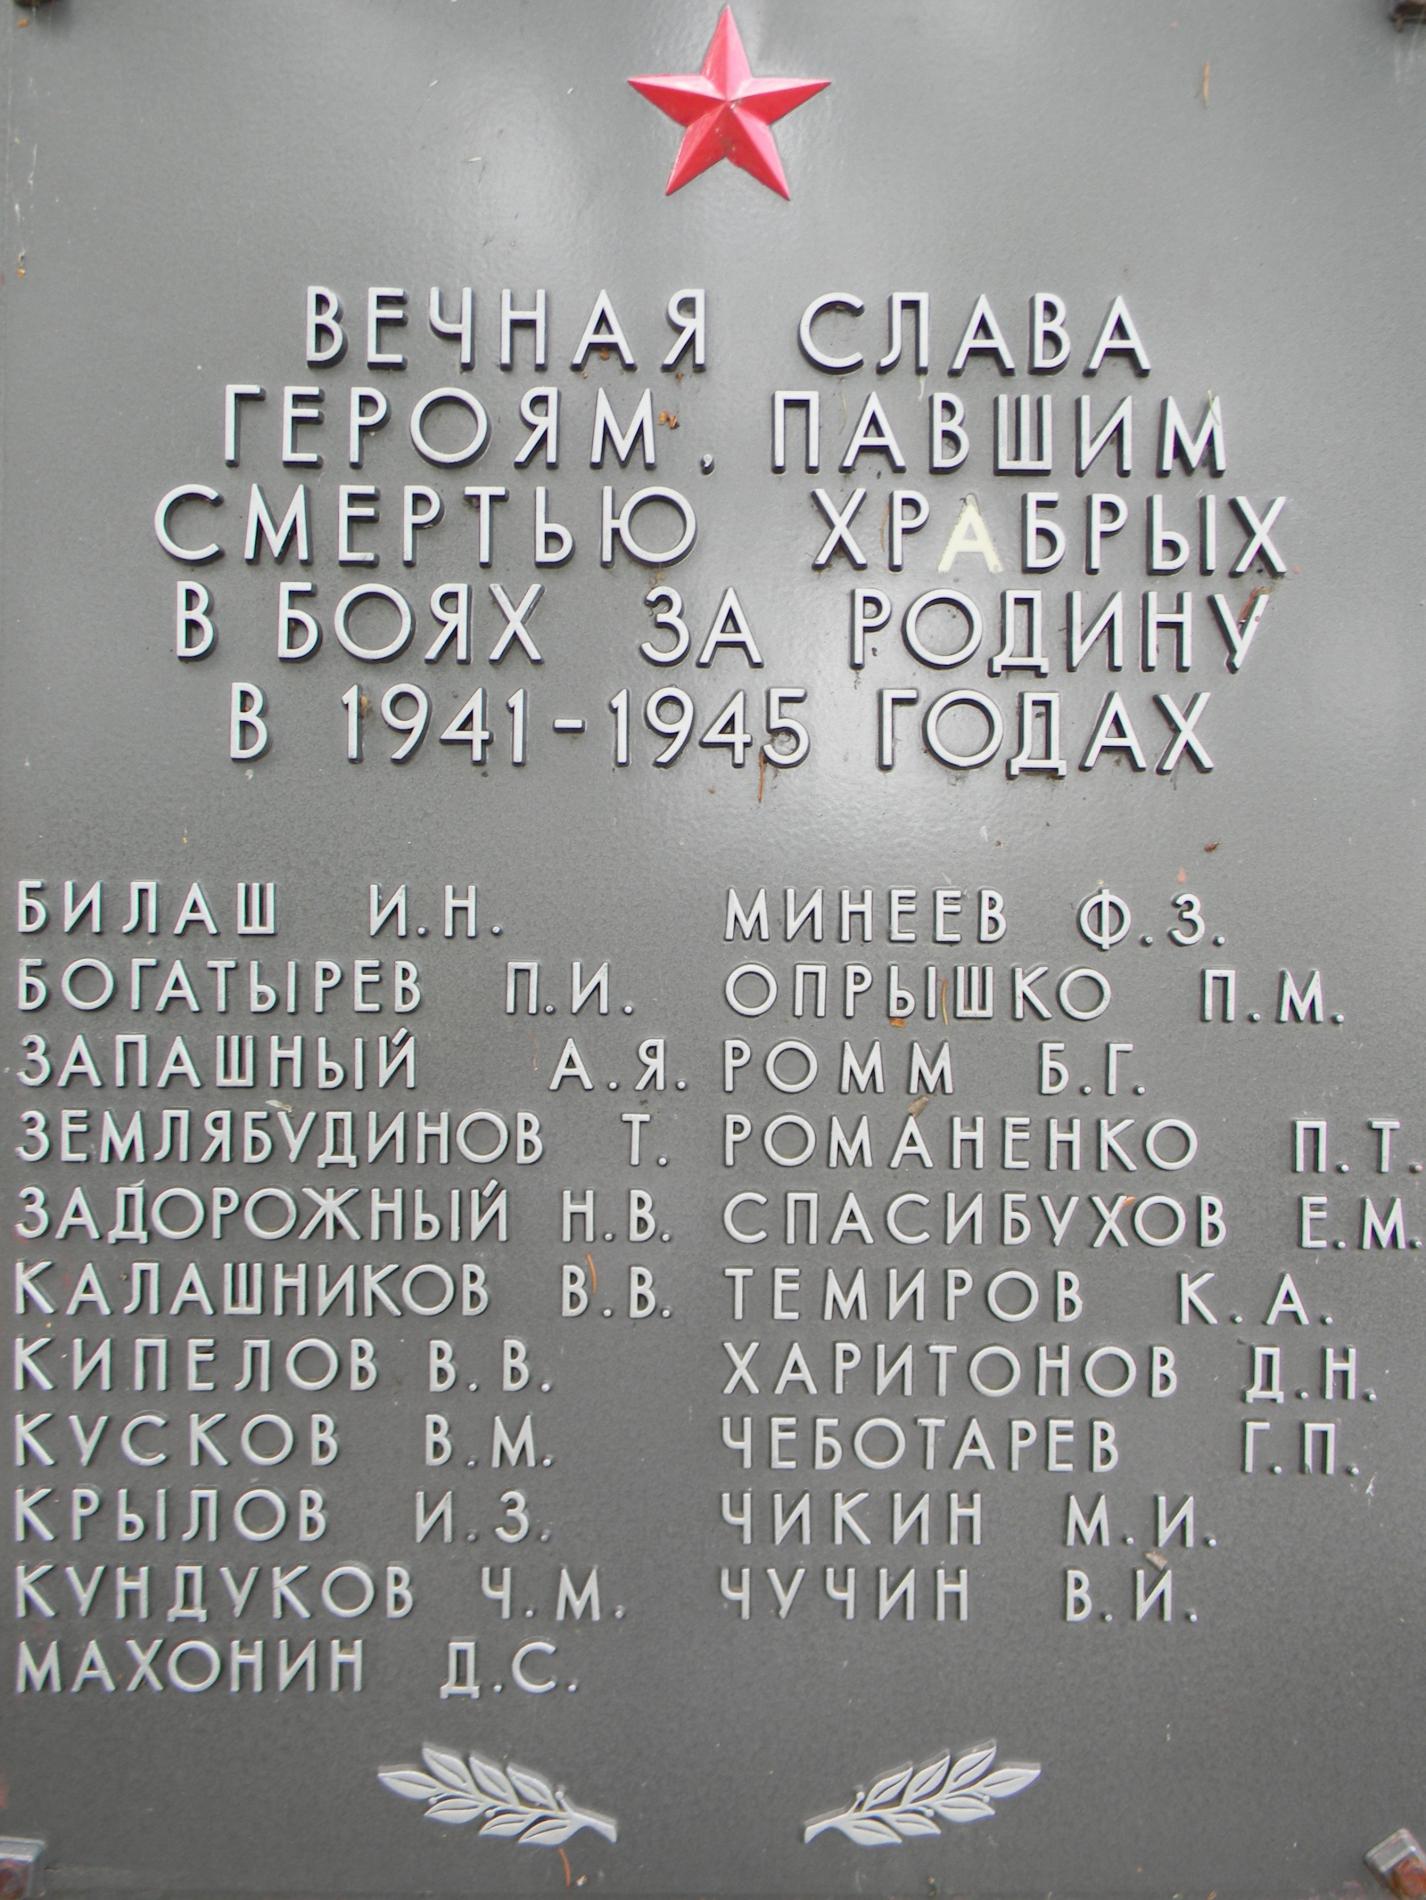 ВЕЧНАЯ СЛАВА
ГЕРОЯМ, ПАВШИМ
СМЕРТЬЮ ХРАБРЫХ
В БОЯХ ЗА РОДИНУ
В 1941-1945 ГОДАХ
БИЛАШ И.Н.
БОГАТЫРЕВ П.И.
ЗАПАШНЫЙ А.Я.
ЗЕМЛЯБУДИНОВ Т.
ЗАДОРОЖНЫЙ Н.В.
КАЛАШНИКОВ В.В.
КИПЕЛОВ В.В.
КУСКОВ В.М.
КРЫЛОВ И.З.
КУНДУКОВ Ч.М.
МАХОНИН Д.С.
МИНЕЕВ Ф.З.
ОПРЫШКО П.М.
РОММ Б.Г.
РОМАНЕНКО П.Т.
СПАСИБУХОВ Е.М.
ТЕМИРОВ К.А.
ХАРИТОНОВ Д.Н.
ЧЕБОТАРЕВ Г.П.
ЧИКИН М.И.
ЧУЧИН В.И.